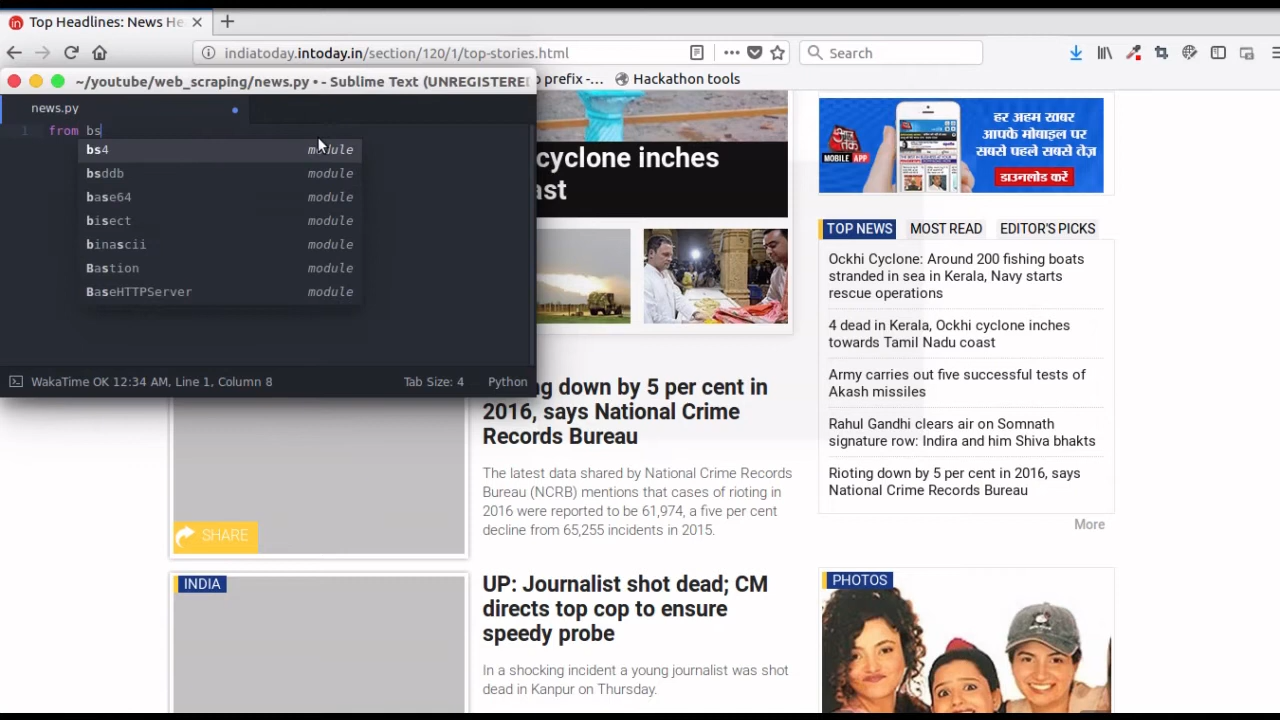 Top Headlines: News He
indiatoday.intoday.in/section/120/1/top-stories.html
Search
~/youtube/web_scraping/news.py • - Sublime Text (UNREGISTERE
prefix -...
Hackathon tools
news.py
1 from bs
bs4 module
bsddb module
base64 module
bisect module
binascii module
Bastion module
BaseHTTPServer module
WakaTime OK 12:34 AM, Line 1, Column 8
Tab Size: 4
Python
cyclone inches
ast
SHARE
ng down by 5 per cent in
2016, says National Crime
Records Bureau
The latest data shared by National Crime Records
Bureau (NCRB) mentions that cases of rioting in
2016 were reported to be 61,974, a five per cent
decline from 65,255 incidents in 2015.
INDIA
UP: Journalist shot dead; CM
directs top cop to ensure
speedy probe
In a shocking incident a young journalist was shot
dead in Kanpur on Thursday.
MOBILE APP
हर अहम ख़बर
आपके मोबाइल पर
सबसे पहले सबसे तेज़
डाउनलोड करें
TOP NEWS
MOST READ
EDITOR'S PICKS
Ockhi Cyclone: Around 200 fishing boats
stranded in sea in Kerala, Navy starts
rescue operations
4 dead in Kerala, Ockhi cyclone inches
towards Tamil Nadu coast
Army carries out five successful tests of
Akash missiles
Rahul Gandhi clears air on Somnath
signature row: Indira and him Shiva bhakts
Rioting down by 5 per cent in 2016, says
National Crime Records Bureau
More
PHOTOS